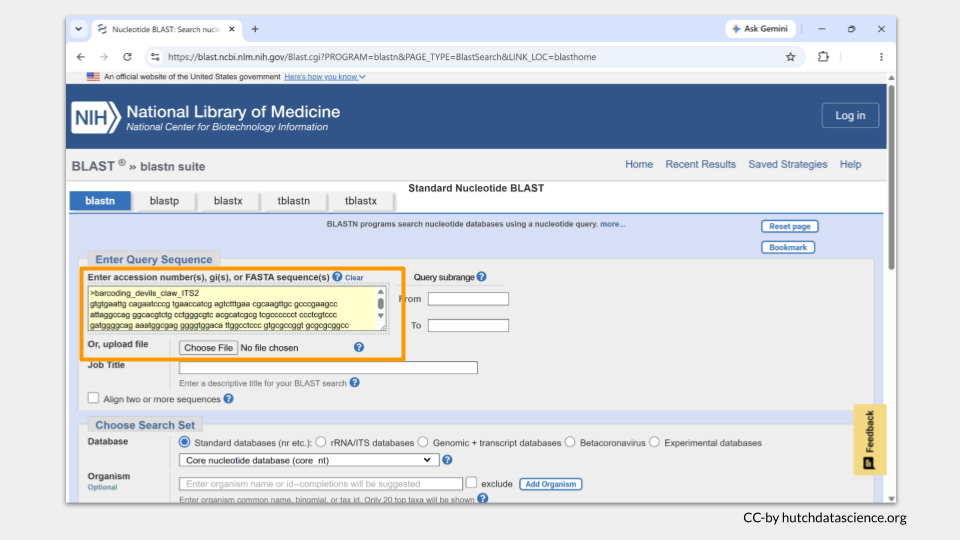 Nucleotide BLAST: Search nucle
Ask Gemini
https://blast.ncbi.nlm.nih.gov/Blast.cgi?PROGRAM=blastn&PAGE_TYPE=BlastSearch&LINK_LOC=blasthome
An official website of the United States government Here's how you know
NIH National Library of Medicine
National Center for Biotechnology Information
Log in
BLAST ® » blastn suite
Home Recent Results Saved Strategies Help
Standard Nucleotide BLAST
blastn blastp blastx tblastn tblastx
BLASTN programs search nucleotide databases using a nucleotide query. more...
Reset page
Bookmark
Enter Query Sequence
Enter accession number(s), gi(s), or FASTA sequence(s) ? Clear Query subrange ?
>barcoding_devils_claw_ITS2
gtgtgaattg cagaatcccg tgaaccatcg agtctttgaa cgcaagttgc gcccgaagcc
attaggccag ggcacgtctg cctgggcgtc acgcatcgcg tcgcccccct ccctcgtccc
gatggggcag aaatggcgag ggggtggaca ttggcctccc gtgcgccggt gcgcgcggcc
From
To
Or, upload file Choose File No file chosen ?
Job Title
Enter a descriptive title for your BLAST search ?
Align two or more sequences ?
Choose Search Set
Database Standard databases (nr etc.): rRNA/ITS databases Genomic + transcript databases Betacoronavirus Experimental databases
Core nucleotide database (core_nt) ?
Organism
Optional
Enter organism name or id--completions will be suggested exclude Add Organism
Enter organism common name, binomial, or tax id. Only 20 top taxa will be shown ?
Feedback
CC-by hutchdatascience.org